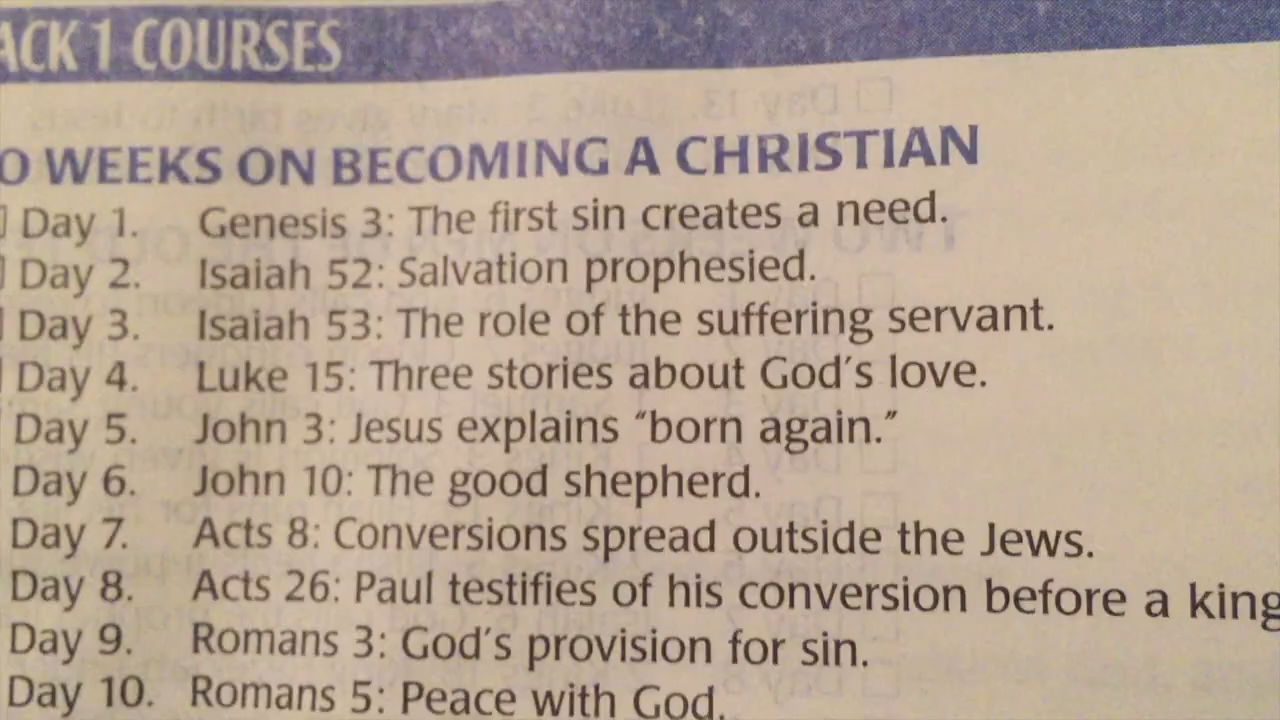 ACK 1 COURSES
O WEEKS ON BECOMING A CHRISTIAN
Day 1. Genesis 3: The first sin creates a need.
Day 2. Isaiah 52: Salvation prophesied.
Day 3. Isaiah 53: The role of the suffering servant.
Day 4. Luke 15: Three stories about God's love.
Day 5. John 3: Jesus explains “born again.”
Day 6. John 10: The good shepherd.
Day 7. Acts 8: Conversions spread outside the Jews.
Day 8. Acts 26: Paul testifies of his conversion before a king
Day 9. Romans 3: God's provision for sin.
Day 10. Romans 5: Peace with God.